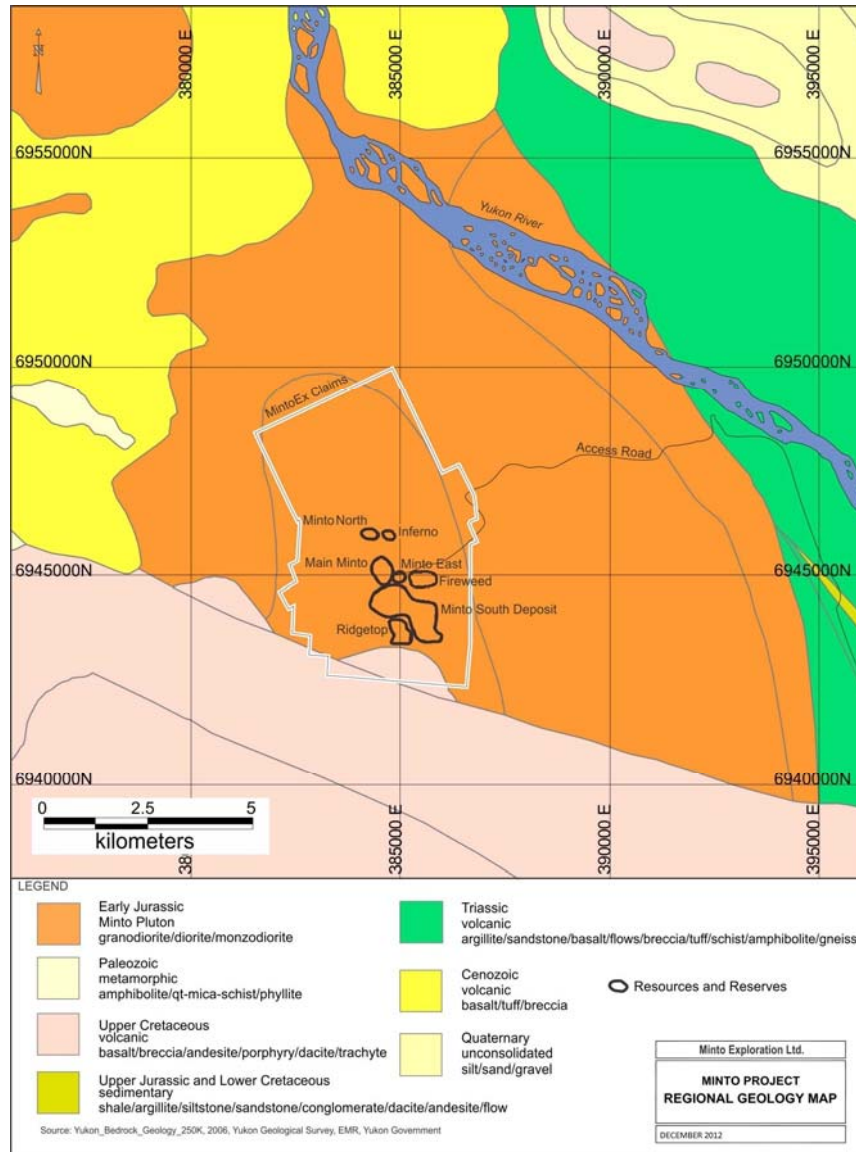 N
380000 E
385000 E
390000 E
395000 E
6955000N
6955000N
Yukon River
6950000N
6950000N
MintoEx Claims
Access Road
Minto North
Inferno
Main Minto
Minto East
6945000N
6945000N
Fireweed
Minto South Deposit
Ridgetop
6940000N
6940000N
0 2.5 5
kilometers
385000 E
390000 E
395000 E
LEGEND
Early Jurassic
Minto Pluton
granodiorite/diorite/monzodiorite
Paleozoic
metamorphic
amphibolite/qt-mica-schist/phyllite
Upper Cretaceous
volcanic
basalt/breccia/andesite/porphyry/dacite/trachyte
Upper Jurassic and Lower Cretaceous
sedimentary
shale/argillite/siltstone/sandstone/conglomerate/dacite/andesite/flow
Triassic
volcanic
argillite/sandstone/basalt/flows/breccia/tuff/schist/amphibolite/gneiss
Cenozoic
volcanic
basalt/tuff/breccia
Resources and Reserves
Quaternary
unconsolidated
silt/sand/gravel
Minto Exploration Ltd.
MINTO PROJECT
REGIONAL GEOLOGY MAP
DECEMBER 2012
Source: Yukon_Bedrock_Geology_250K, 2006, Yukon Geological Survey, EMR, Yukon Government